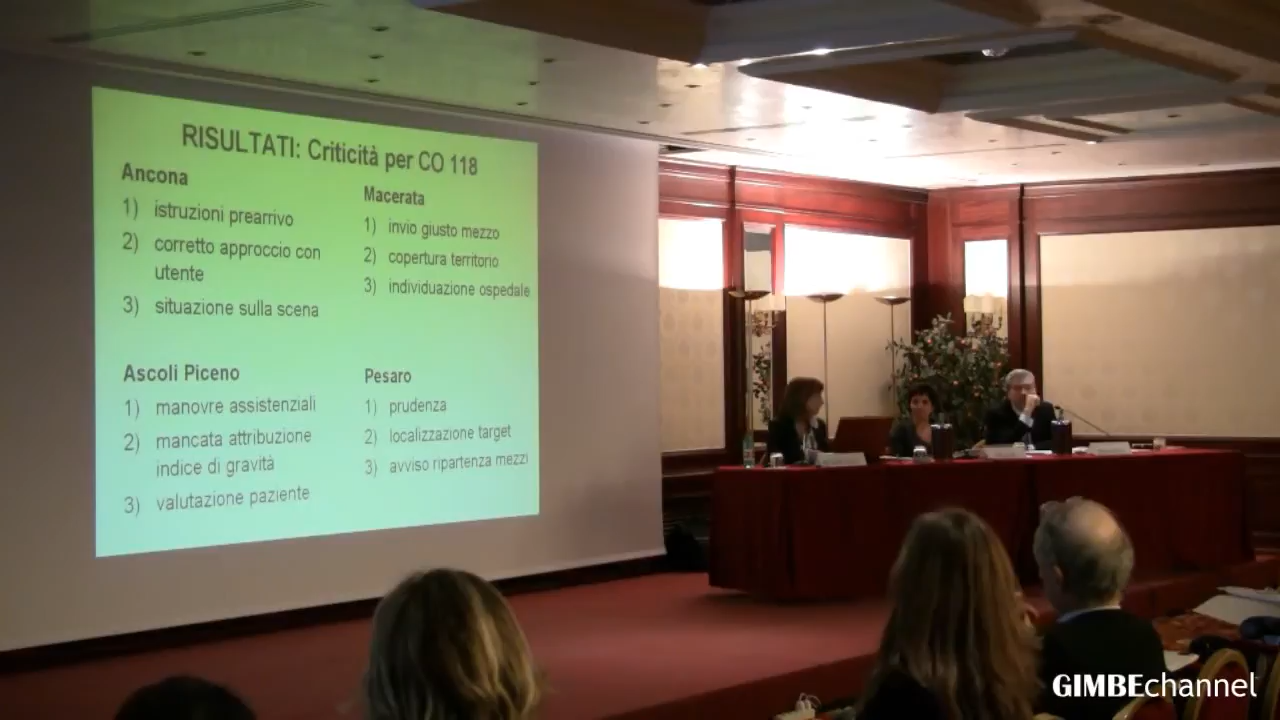 RISULTATI: Criticità per CO 118
Ancona
1) istruzioni prearrivo
2) corretto approccio con
utente
3) situazione sulla scena
Macerata
1) invio giusto mezzo
2) copertura territorio
3) individuazione ospedale
Ascoli Piceno
1) manovre assistenziali
2) mancata attribuzione
indice di gravità
3) valutazione paziente
Pesaro
1) prudenza
2) localizzazione target
3) avviso ripartenza mezzi
GIMBEchannel